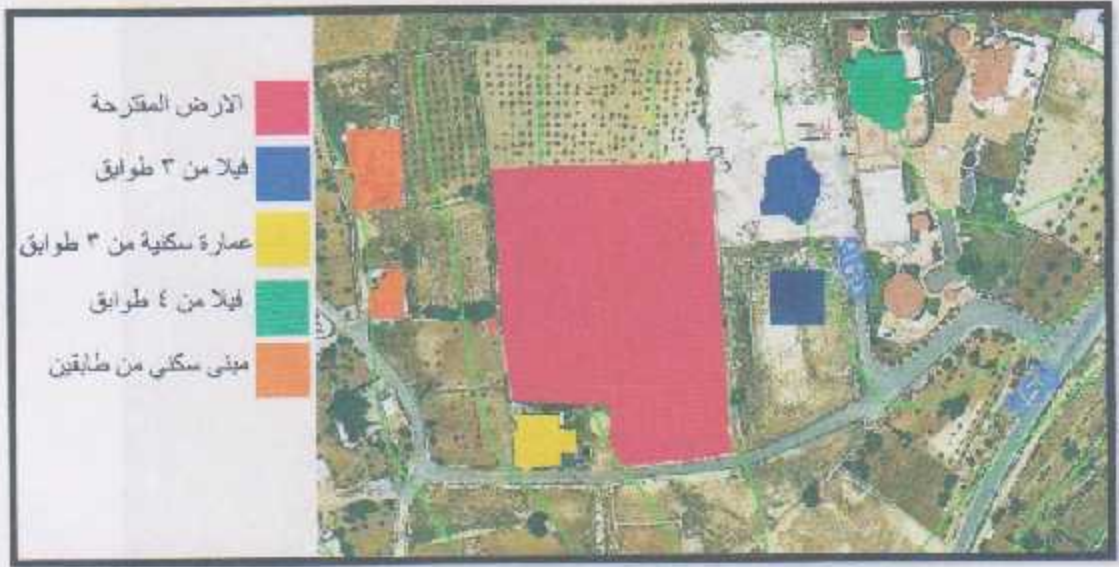 الارض المقترحة
فيلا من ٣ طوابق
عمارة سكنية من ٣ طوابق
فيلا من ٤ طوابق
مبنى سكني من طابقين